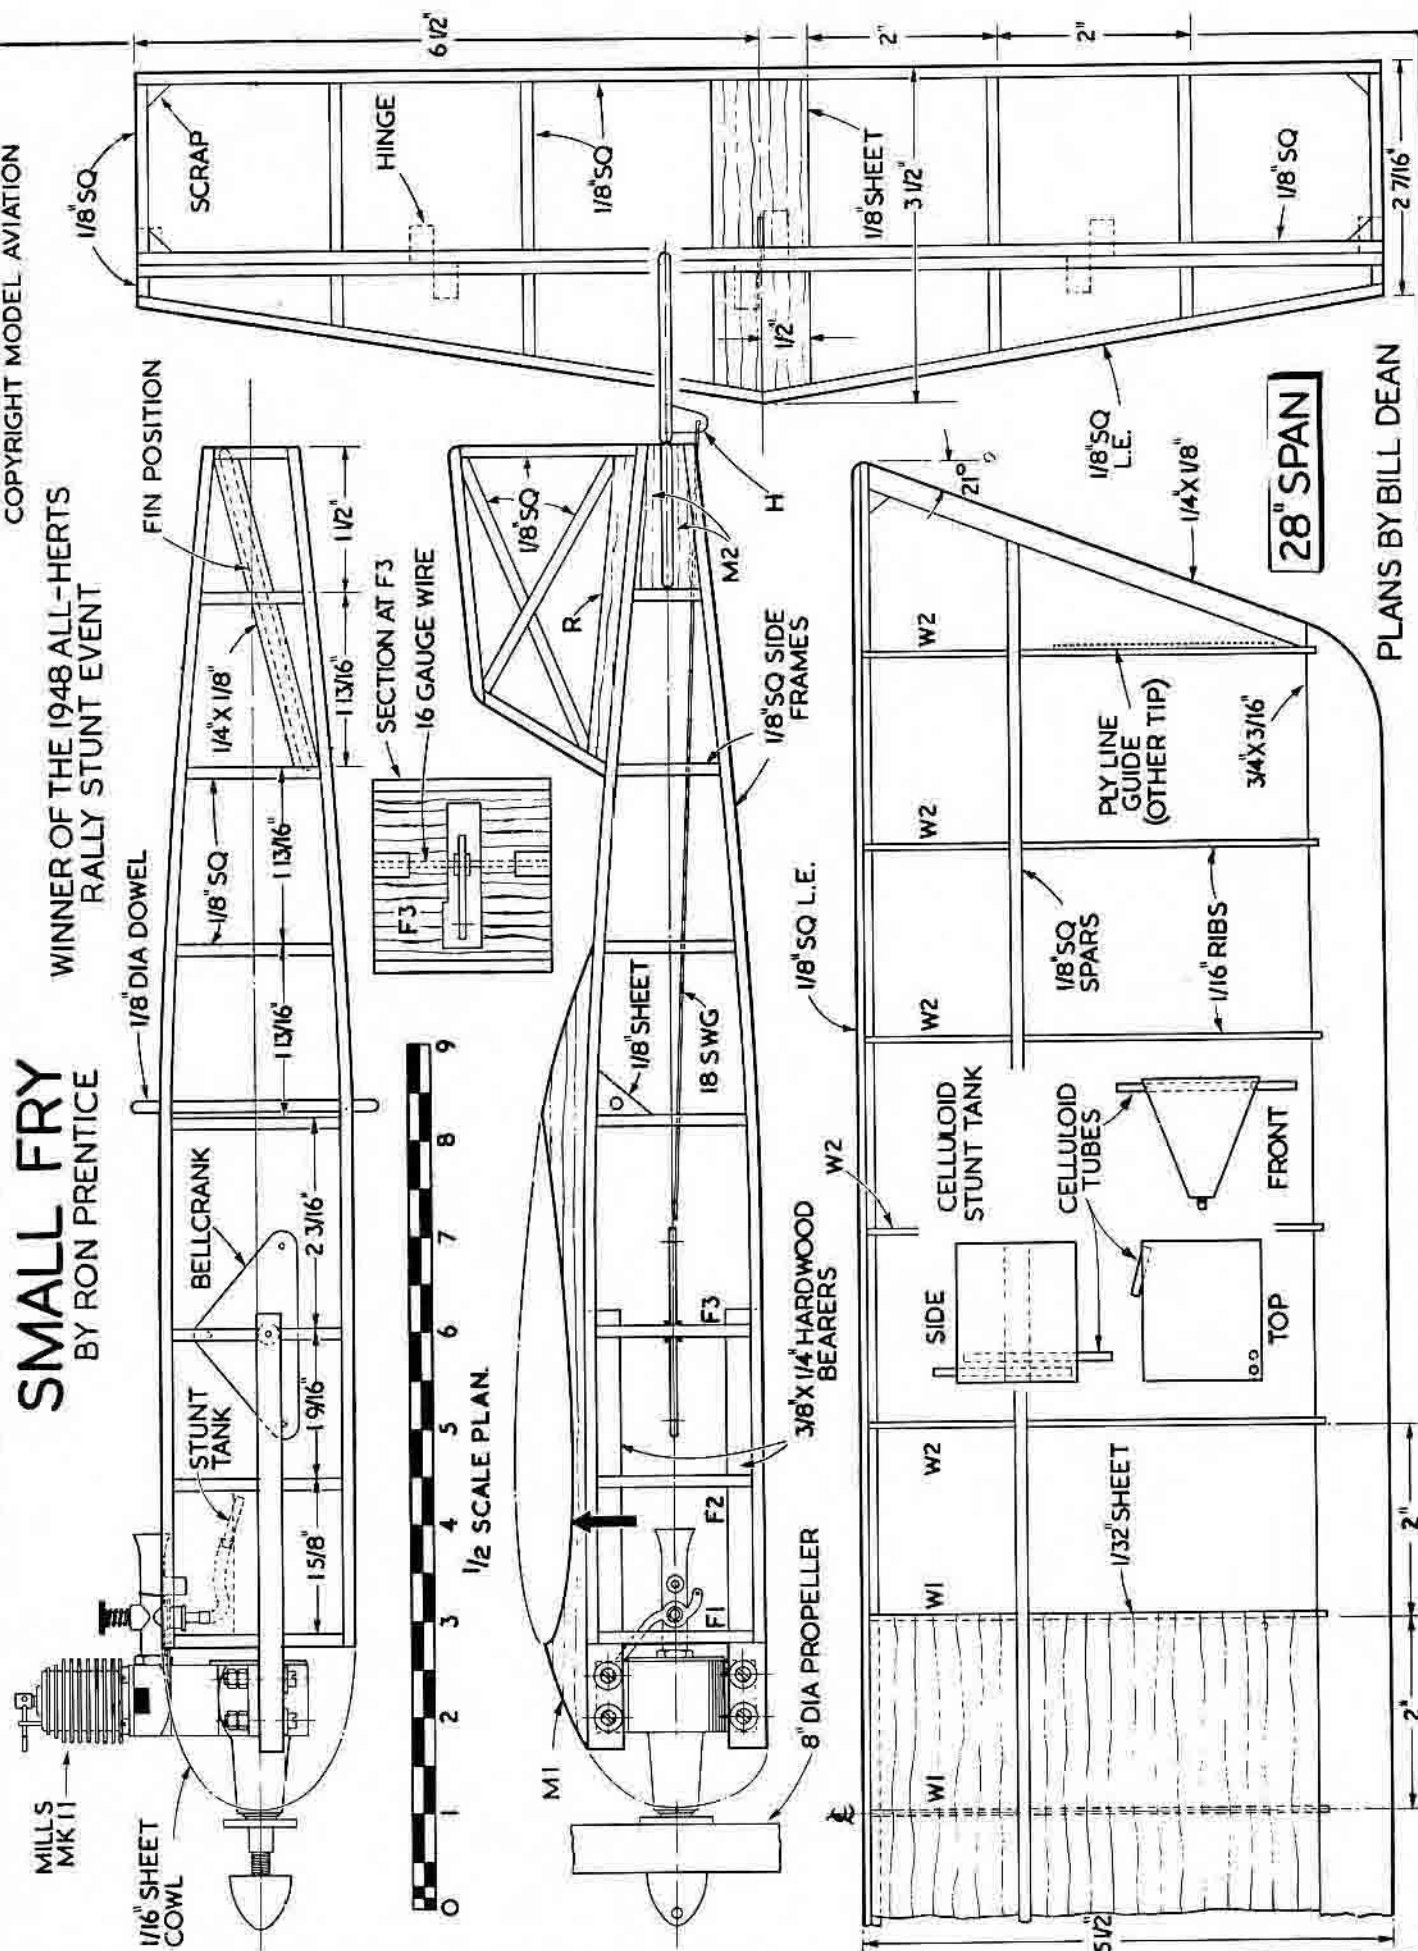 COPYRIGHT MODEL AVIATION
SMALL FRY
BY RON PRENTICE
WINNER OF THE 1948 ALL-HERTS
RALLY STUNT EVENT
MILLS
MK II
1/16" SHEET
COWL
STUNT
TANK
BELLCRANK
1/8" DIA DOWEL
1/8" SQ
1/4" X 1/8"
FIN POSITION
1 5/8"
1 9/16"
2 3/16"
1 13/16"
1 13/16"
1 13/16"
1 1/2"
0 1 2 3 4 5 6 7 8 9
1/2 SCALE PLAN.
SECTION AT F3
16 GAUGE WIRE
F3
M1
8" DIA PROPELLER
F1
F2
F3
3/8" X 1/4" HARDWOOD
BEARERS
1/8" SHEET
18 SWG
1/8" SQ SIDE
FRAMES
R
1/8" SQ
M2
H
1/8" SQ
SCRAP
HINGE
1/8" SQ
6 1/2"
2"
2"
1/2"
1/8" SHEET
3 1/2"
1/8" SQ
2 7/16"
1/8" SQ
L.E.
28" SPAN
PLANS BY BILL DEAN
5 1/2"
W1
W1
1/32" SHEET
W2
2"
2"
SIDE
TOP
CELLULOID
STUNT TANK
CELLULOID
TUBES
FRONT
W2
1/8" SQ L.E.
W2
W2
W2
1/8" SQ
SPARS
1/16" RIBS
PLY LINE
GUIDE
(OTHER TIP)
3/4" X 3/16"
21°
1/4" X 1/8"